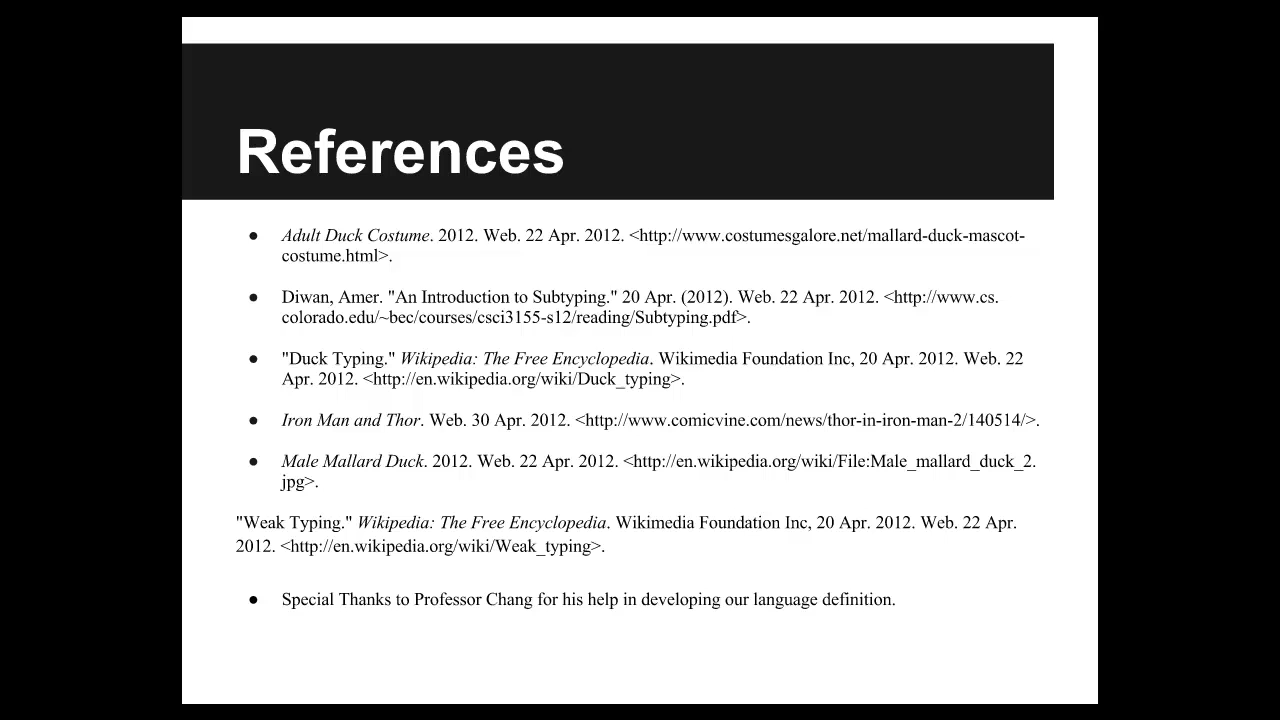 References
● Adult Duck Costume. 2012. Web. 22 Apr. 2012. <http://www.costumesgalore.net/mallard-duck-mascot-
costume.html>.
● Diwan, Amer. "An Introduction to Subtyping." 20 Apr. (2012). Web. 22 Apr. 2012. <http://www.cs.
colorado.edu/~bec/courses/csci3155-s12/reading/Subtyping.pdf>.
● "Duck Typing." Wikipedia: The Free Encyclopedia. Wikimedia Foundation Inc, 20 Apr. 2012. Web. 22
Apr. 2012. <http://en.wikipedia.org/wiki/Duck_typing>.
● Iron Man and Thor. Web. 30 Apr. 2012. <http://www.comicvine.com/news/thor-in-iron-man-2/140514/>.
● Male Mallard Duck. 2012. Web. 22 Apr. 2012. <http://en.wikipedia.org/wiki/File:Male_mallard_duck_2.
jpg>.
"Weak Typing." Wikipedia: The Free Encyclopedia. Wikimedia Foundation Inc, 20 Apr. 2012. Web. 22 Apr.
2012. <http://en.wikipedia.org/wiki/Weak_typing>.
● Special Thanks to Professor Chang for his help in developing our language definition.